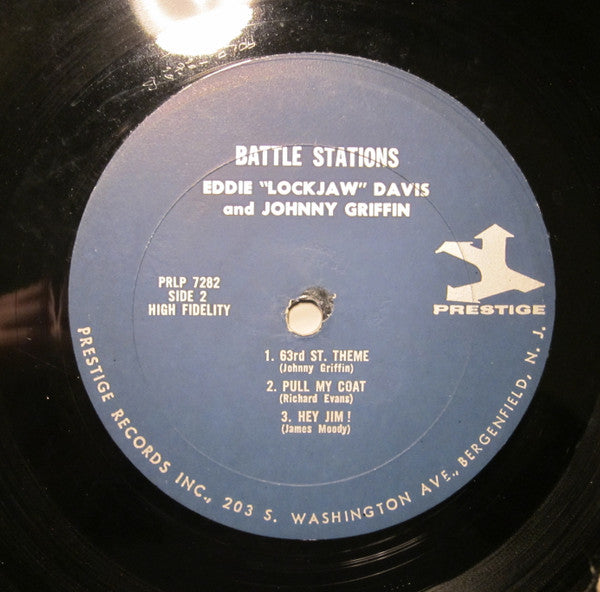 BATTLE STATIONS
EDDIE "LOCKJAW" DAVIS
and JOHNNY GRIFFIN
PRLP 7282
SIDE 2
HIGH FIDELITY
PRESTIGE
1. 63rd ST. THEME
(Johnny Griffin)
2. PULL MY COAT
(Richard Evans)
3. HEY JIM!
(James Moody)
PRESTIGE RECORDS INC., 203 S. WASHINGTON AVE., BERGENFIELD, N. J.